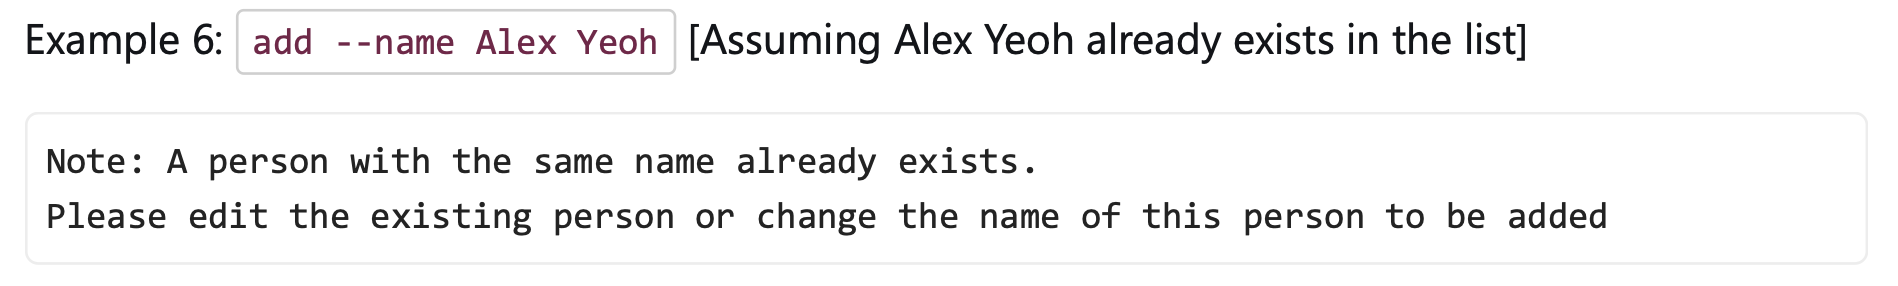 Example 6: add --name Alex Yeoh [Assuming Alex Yeoh already exists in the list]
Note: A person with the same name already exists.
Please edit the existing person or change the name of this person to be added